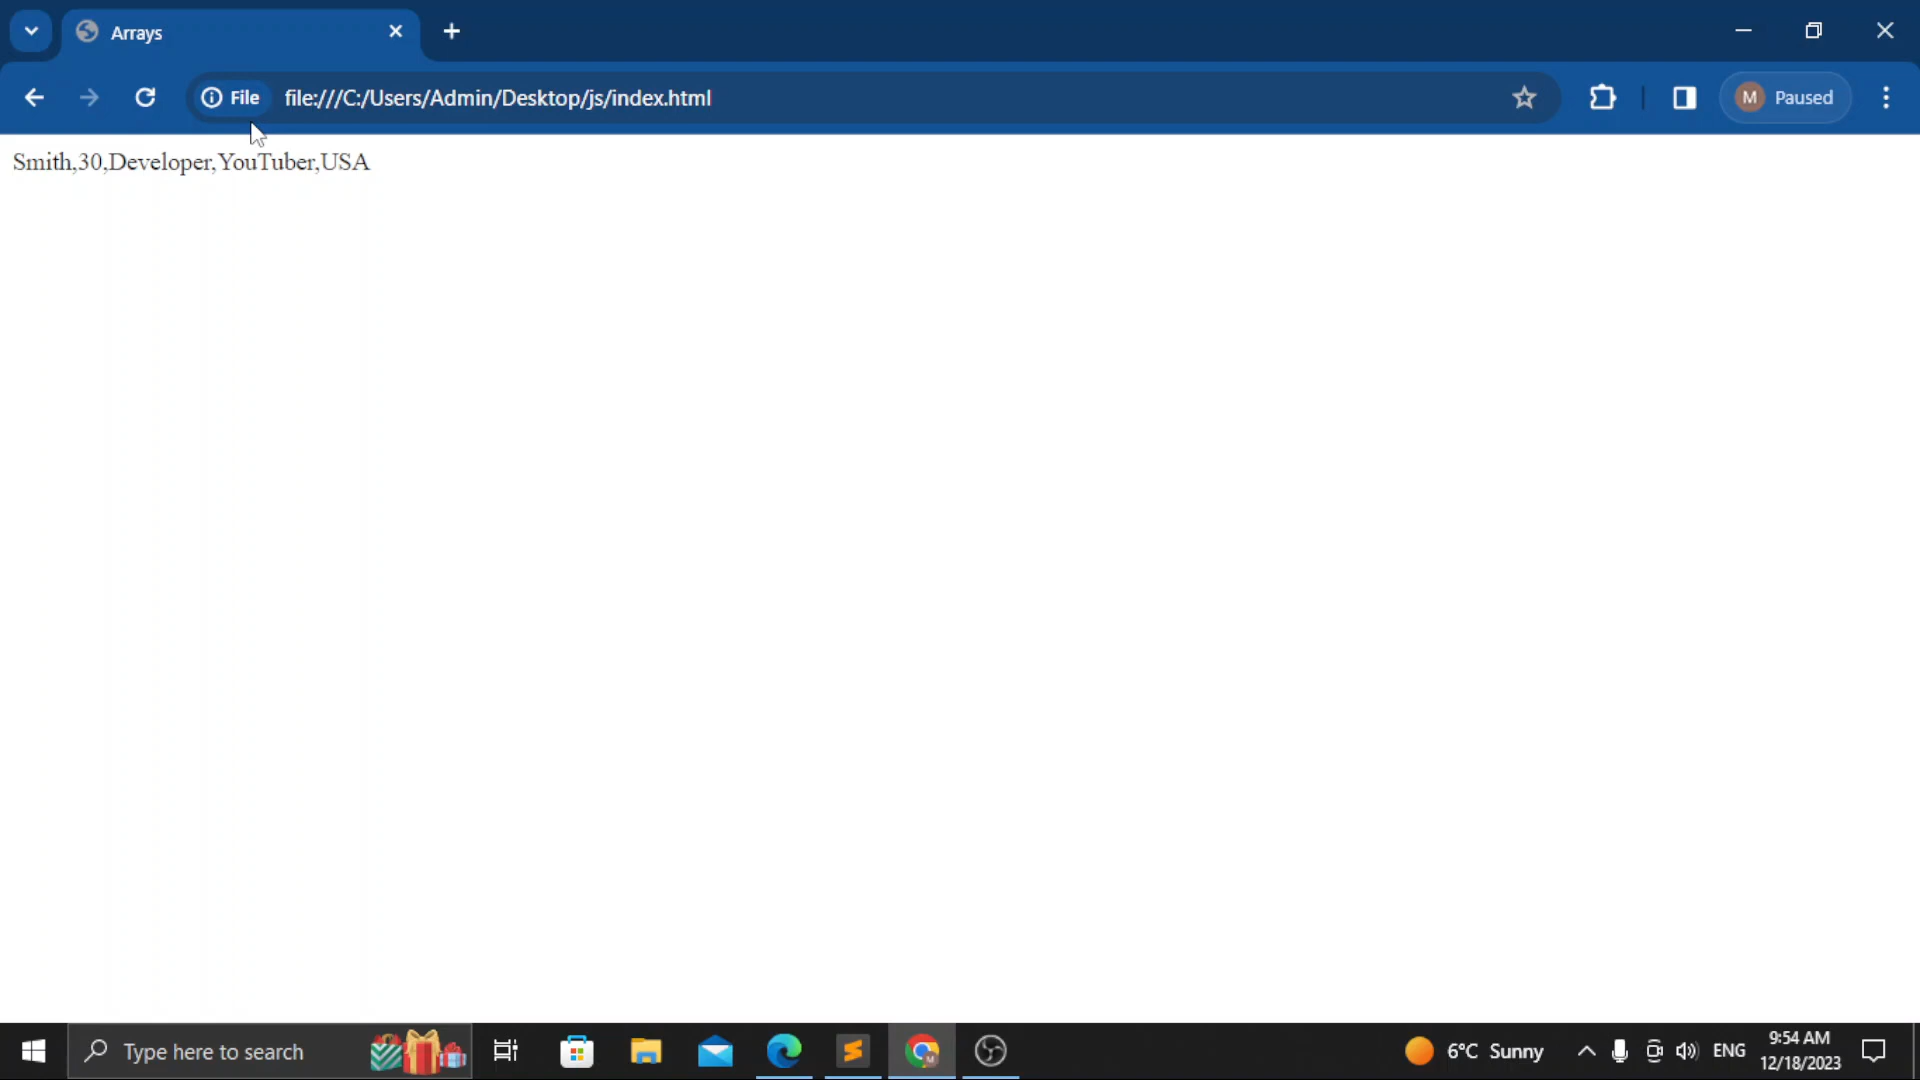 Arrays
File file:///C:/Users/Admin/Desktop/js/index.html M Paused
Smith,30,Developer,YouTuber,USA
Type here to search M 6°C Sunny ENG 9:54 AM
12/18/2023